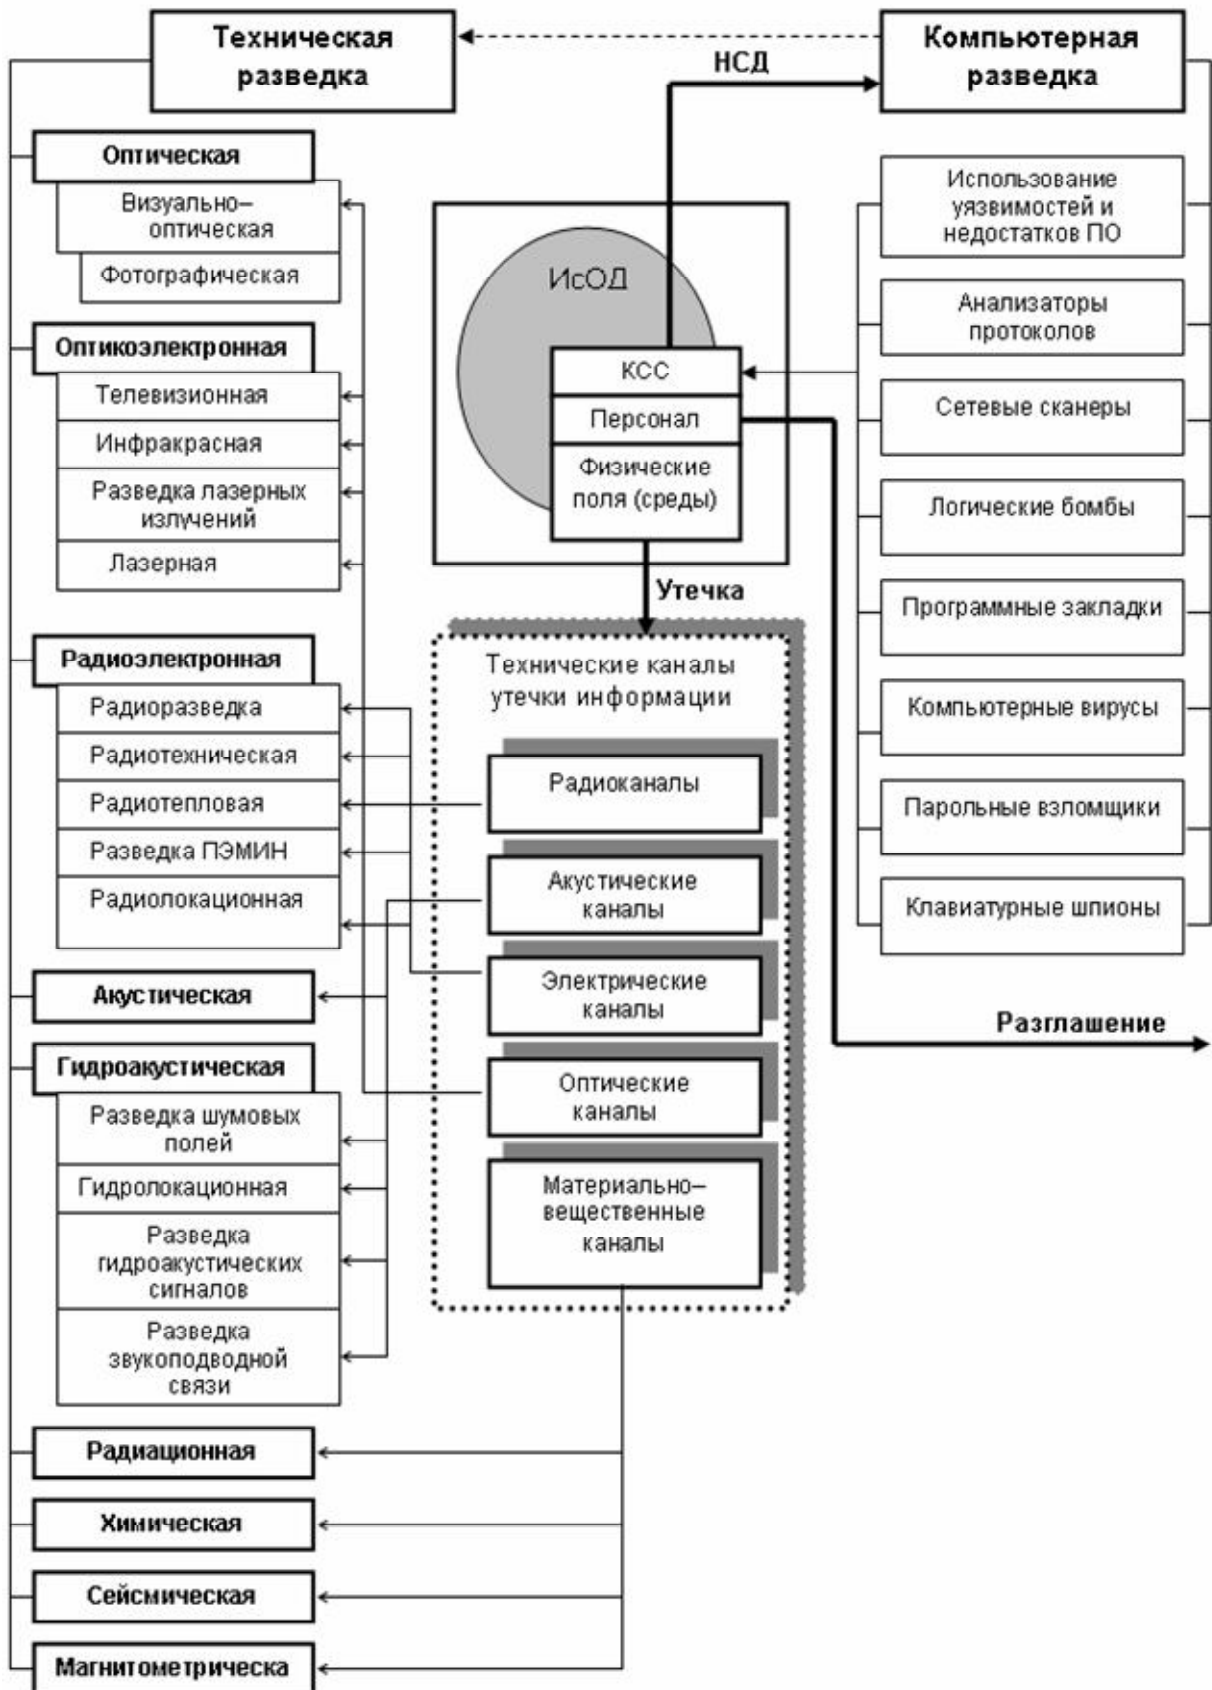 Техническая
разведка
Компьютерная
разведка
НСД
Оптическая
Визуально–
оптическая
Фотографическая
Оптикоэлектронная
Телевизионная
Инфракрасная
Разведка лазерных
излучений
Лазерная
Радиоэлектронная
Радиоразведка
Радиотехническая
Радиотепловая
Разведка ПЭМИН
Радиолокационная
Акустическая
Гидроакустическая
Разведка шумовых
полей
Гидролокационная
Разведка
гидроакустических
сигналов
Разведка
звукоподводной
связи
Радиационная
Химическая
Сейсмическая
Магнитометрическа
ИсОД
КСС
Персонал
Физические
поля (среды)
Утечка
Технические каналы
утечки информации
Радиоканалы
Акустические
каналы
Электрические
каналы
Оптические
каналы
Материально–
вещественные
каналы
Использование
уязвимостей и
недостатков ПО
Анализаторы
протоколов
Сетевые сканеры
Логические бомбы
Программные закладки
Компьютерные вирусы
Парольные взломщики
Клавиатурные шпионы
Разглашение